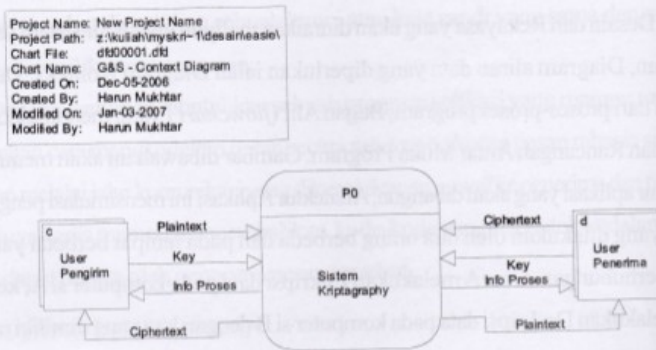 Project Name: New Project Name
Project Path: z:\kuliah\myskri~1\desain\easie\
Chart File: dfd00001.dfd
Chart Name: G&S - Context Diagram
Created On: Dec-05-2006
Created By: Harun Mukhtar
Modified On: Jan-03-2007
Modified By: Harun Mukhtar
c
User
Pengirim
Plaintext
Key
Info Proses
Ciphertext
P0
Sistem
Kriptagraphy
Ciphertext
Key
Info Proses
Plaintext
d
User
Penerima